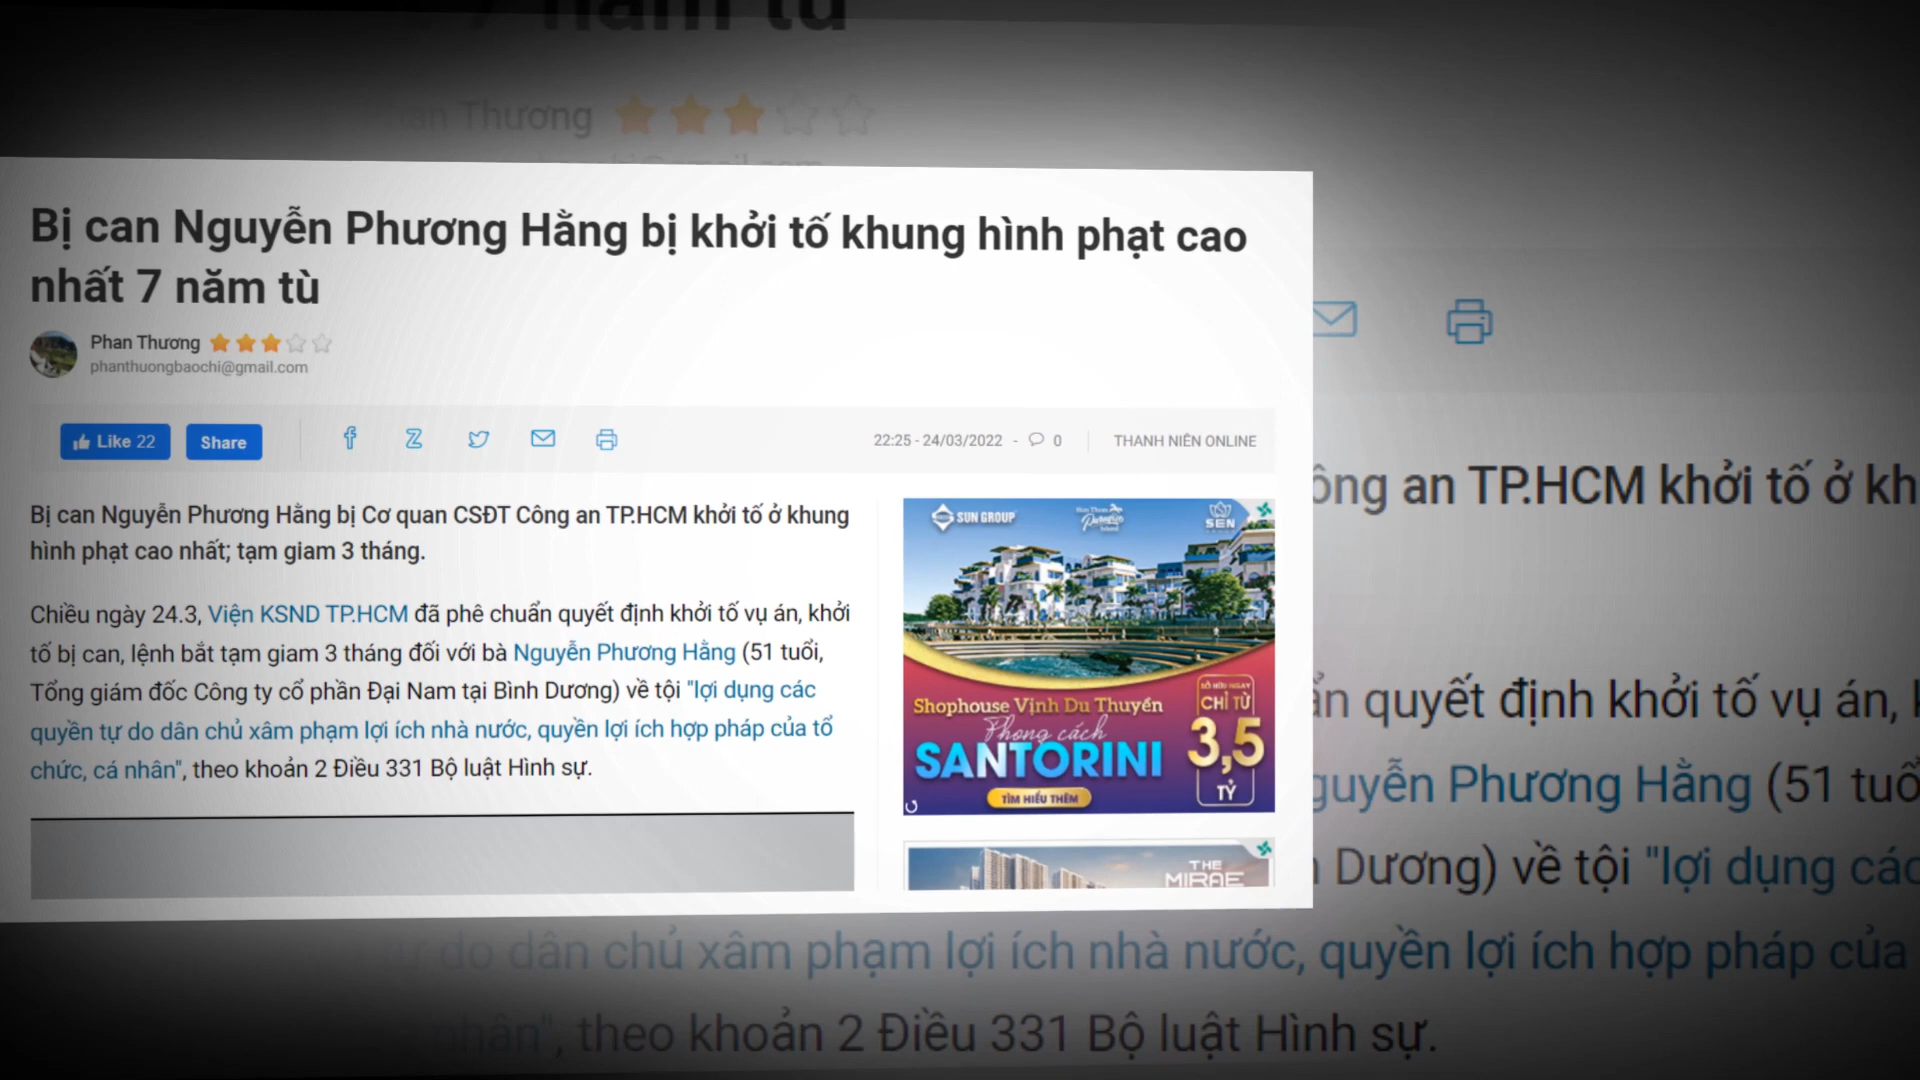 năm tù
Thương
Bị can Nguyễn Phương Hằng bị khởi tố khung hình phạt cao
nhất 7 năm tù
Phan Thương
phanthuongbaochi@gmail.com
Like 22
Share
22:25 - 24/03/2022 - 0
THANH NIÊN ONLINE
Bị can Nguyễn Phương Hằng bị Cơ quan CSĐT Công an TP.HCM khởi tố ở khung
hình phạt cao nhất; tạm giam 3 tháng.
Chiều ngày 24.3, Viện KSND TP.HCM đã phê chuẩn quyết định khởi tố vụ án, khởi
tố bị can, lệnh bắt tạm giam 3 tháng đối với bà Nguyễn Phương Hằng (51 tuổi,
Tổng giám đốc Công ty cổ phần Đại Nam tại Bình Dương) về tội "lợi dụng các
quyền tự do dân chủ xâm phạm lợi ích nhà nước, quyền lợi ích hợp pháp của tổ
chức, cá nhân", theo khoản 2 Điều 331 Bộ luật Hình sự.
SUN GROUP
Paradise
SEN
Shophouse Vịnh Du Thuyền
Phong cách
SANTORINI
TÌM HIỂU THÊM
SỞ HỮU NGAY
CHỈ TỪ
3,5
TỶ
THE
MIRAE
an TP.HCM khởi tố ở
quyết định khởi tố vụ án,
Phương Hằng (51
Dương) về tội "lợi dụng
do dân chủ xâm phạm lợi ích nhà nước, quyền lợi ích hợp pháp của
nhân", theo khoản 2 Điều 331 Bộ luật Hình sự.